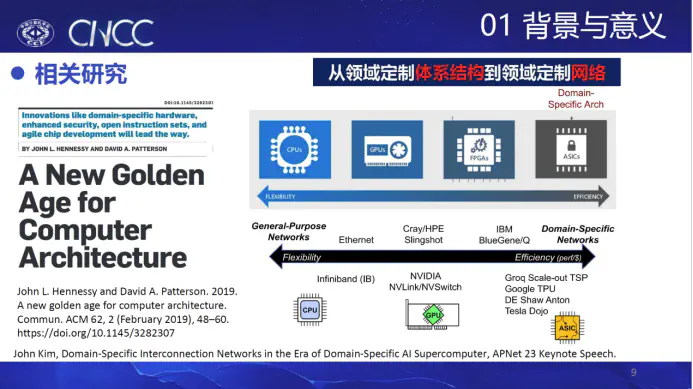 CNCC
01 背景与意义
相关研究
从领域定制体系结构到领域定制网络
DOI:10.1145/3282307
Innovations like domain-specific hardware,
enhanced security, open instruction sets, and
agile chip development will lead the way.
BY JOHN L. HENNESSY AND DAVID A. PATTERSON
A New Golden
Age for
Computer
Architecture
John L. Hennessy and David A. Patterson. 2019.
A new golden age for computer architecture.
Commun. ACM 62, 2 (February 2019), 48–60.
https://doi.org/10.1145/3282307
Domain-
Specific Arch
CPUs
GPUs
FPGAs
ASICs
FLEXIBILITY
EFFICIENCY
General-Purpose
Networks
Ethernet
Cray/HPE
Slingshot
IBM
BlueGene/Q
Domain-Specific
Networks
Flexibility
Efficiency (perf/$)
Infiniband (IB)
NVIDIA
NVLink/NVSwitch
Groq Scale-out TSP
Google TPU
DE Shaw Anton
Tesla Dojo
CPU
GPU
ASIC
John Kim, Domain-Specific Interconnection Networks in the Era of Domain-Specific AI Supercomputer, APNet 23 Keynote Speech.
9